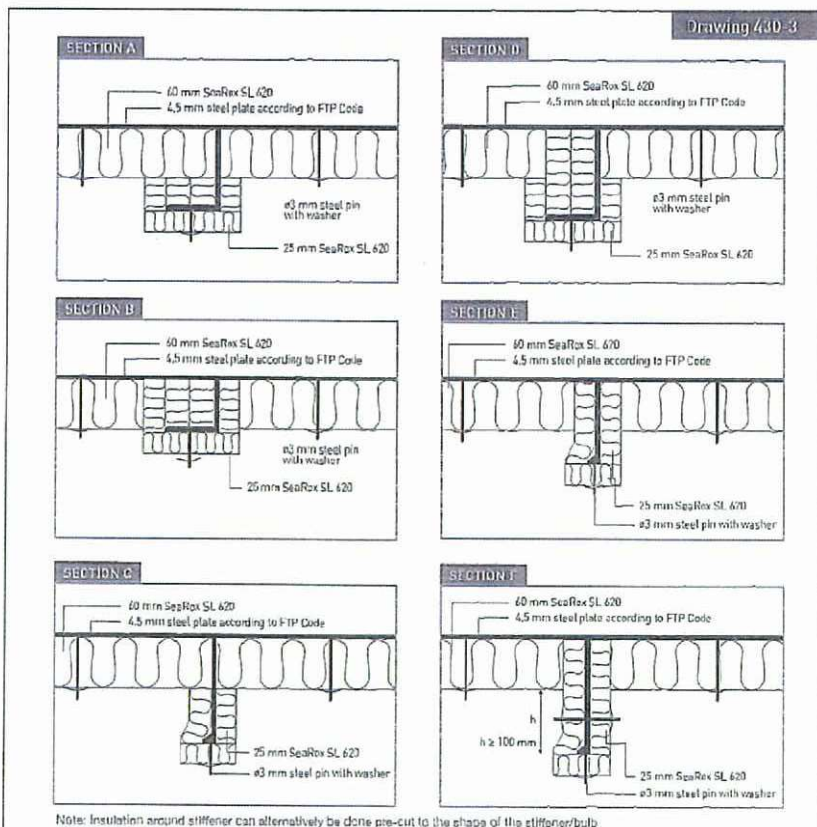 Drawing 430-3
SECTION A
60 mm SeaRox SL 620
4,5 mm steel plate according to FTP Code
ø3 mm steel pin
with washer
25 mm SeaRox SL 620
SECTION D
60 mm SeaRox SL 620
4,5 mm steel plate according to FTP Code
ø3 mm steel pin
with washer
25 mm SeaRox SL 620
SECTION B
60 mm SeaRox SL 620
4,5 mm steel plate according to FTP Code
ø3 mm steel pin
with washer
25 mm SeaRox SL 620
SECTION E
60 mm SeaRox SL 620
4,5 mm steel plate according to FTP Code
25 mm SeaRox SL 620
ø3 mm steel pin with washer
SECTION C
60 mm SeaRox SL 620
4,5 mm steel plate according to FTP Code
25 mm SeaRox SL 620
ø3 mm steel pin with washer
SECTION F
60 mm SeaRox SL 620
4,5 mm steel plate according to FTP Code
h
h ≥ 100 mm
25 mm SeaRox SL 620
ø3 mm steel pin with washer
Note: Insulation around stiffener can alternatively be done pre-cut to the shape of the stiffener/bulb